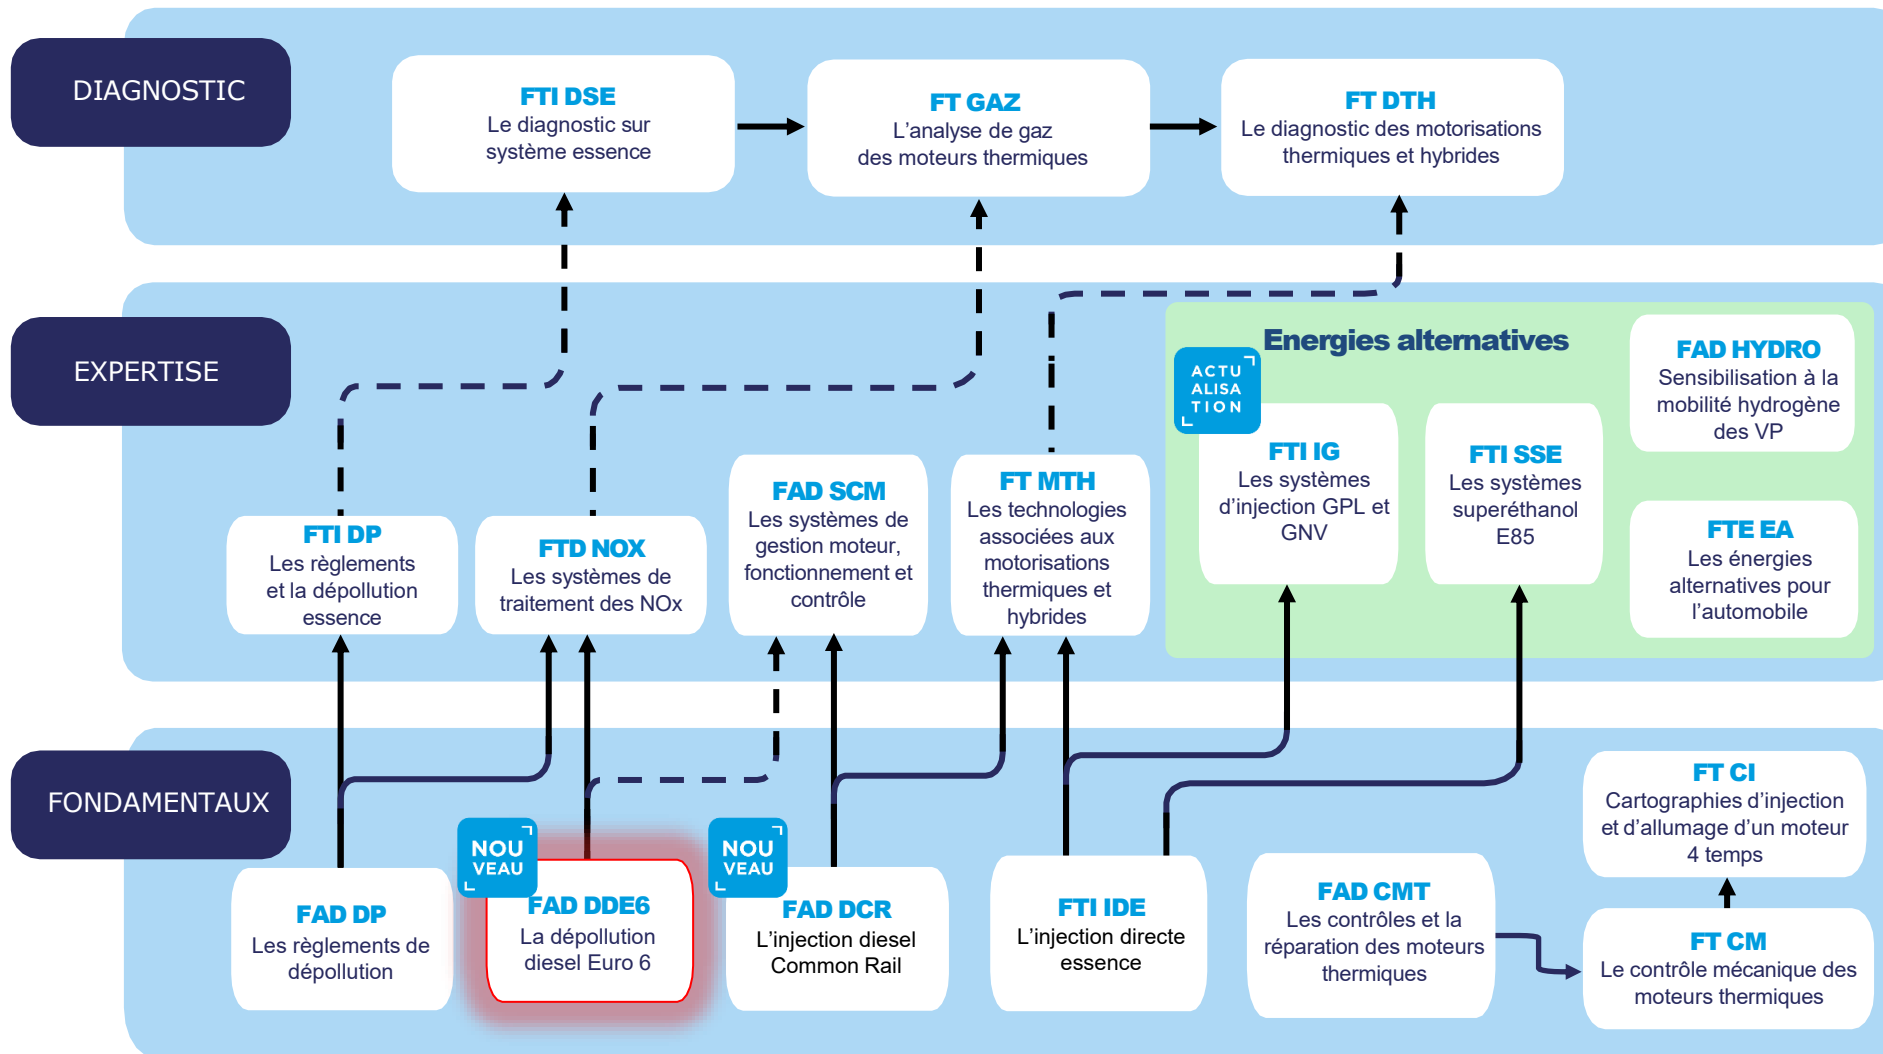 DIAGNOSTIC
FTI DSE
Le diagnostic sur
système essence
FT GAZ
L'analyse de gaz
des moteurs thermiques
FT DTH
Le diagnostic des motorisations
thermiques et hybrides
EXPERTISE
FTI DP
Les règlements
et la dépollution
essence
FTD NOX
Les systèmes de
traitement des NOx
FAD SCM
Les systèmes de
gestion moteur,
fonctionnement et
contrôle
FT MTH
Les technologies
associées aux
motorisations
thermiques et
hybrides
Energies alternatives
ACTU
ALISA
TION
FTI IG
Les systèmes
d'injection GPL et
GNV
FTI SSE
Les systèmes
superéthanol
E85
FAD HYDRO
Sensibilisation à la
mobilité hydrogène
des VP
FTE EA
Les énergies
alternatives pour
l'automobile
FONDAMENTAUX
FAD DP
Les règlements de
dépollution
NOU
VEAU
FAD DDE6
La dépollution
diesel Euro 6
NOU
VEAU
FAD DCR
L'injection diesel
Common Rail
FTI IDE
L'injection directe
essence
FAD CMT
Les contrôles et la
réparation des moteurs
thermiques
FT CI
Cartographies d'injection
et d'allumage d'un moteur
4 temps
FT CM
Le contrôle mécanique des
moteurs thermiques